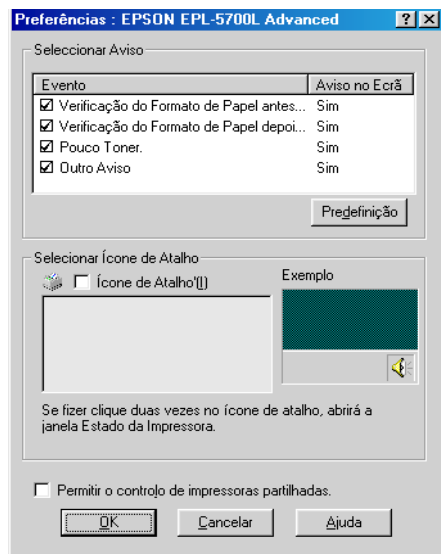 Preferências : EPSON EPL-5700L Advanced
Seleccionar Aviso
Evento Aviso no Ecrã
Verificação do Formato de Papel antes... Sim
Verificação do Formato de Papel depoi... Sim
Pouco Toner. Sim
Outro Aviso Sim
Predefinição
Selecionar Ícone de Atalho
Ícone de Atalho'(I)
Exemplo
Se fizer clique duas vezes no ícone de atalho, abrirá a
janela Estado da Impressora.
Permitir o controlo de impressoras partilhadas.
OK Cancelar Ajuda